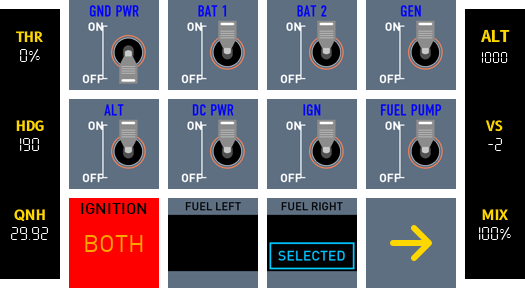 THR
0%
GND PWR
ON
OFF
BAT 1
ON
OFF
BAT 2
ON
OFF
GEN
ON
OFF
ALT
1000
HDG
190
ALT
ON
OFF
DC PWR
ON
OFF
IGN
ON
OFF
FUEL PUMP
ON
OFF
VS
-2
QNH
29.92
IGNITION
BOTH
FUEL LEFT
FUEL RIGHT
SELECTED
MIX
100%